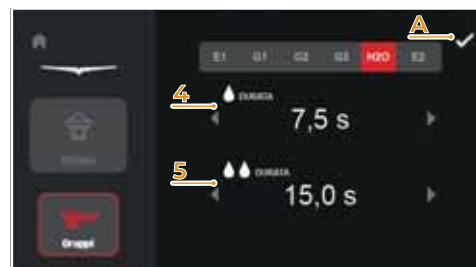 A
E1 G1 G2 G3 H2O E2
4
DURATA
7,5 s
5
DURATA
15,0 s
Gruppi